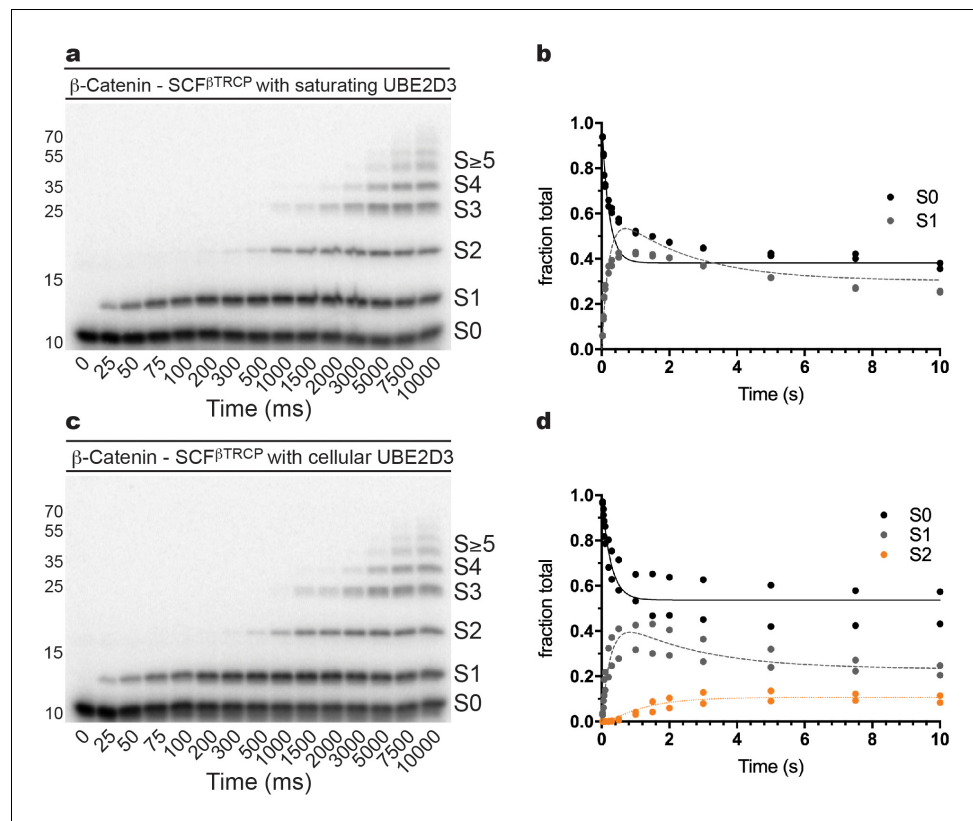 a
β-Catenin - SCFβTRCP with saturating UBE2D3
70
55
35
25
15
10
S≥5
S4
S3
S2
S1
S0
0 25 50 75 100 200 300 500 1000 1500 2000 3000 5000 7500 10000
Time (ms)
b
fraction total
1.0
0.8
0.6
0.4
0.2
0.0
S0
S1
0 2 4 6 8 10
Time (s)
c
β-Catenin - SCFβTRCP with cellular UBE2D3
70
55
35
25
15
10
S≥5
S4
S3
S2
S1
S0
0 25 50 75 100 200 300 500 1000 1500 2000 3000 5000 7500 10000
Time (ms)
d
fraction total
1.0
0.8
0.6
0.4
0.2
0.0
S0
S1
S2
0 2 4 6 8 10
Time (s)